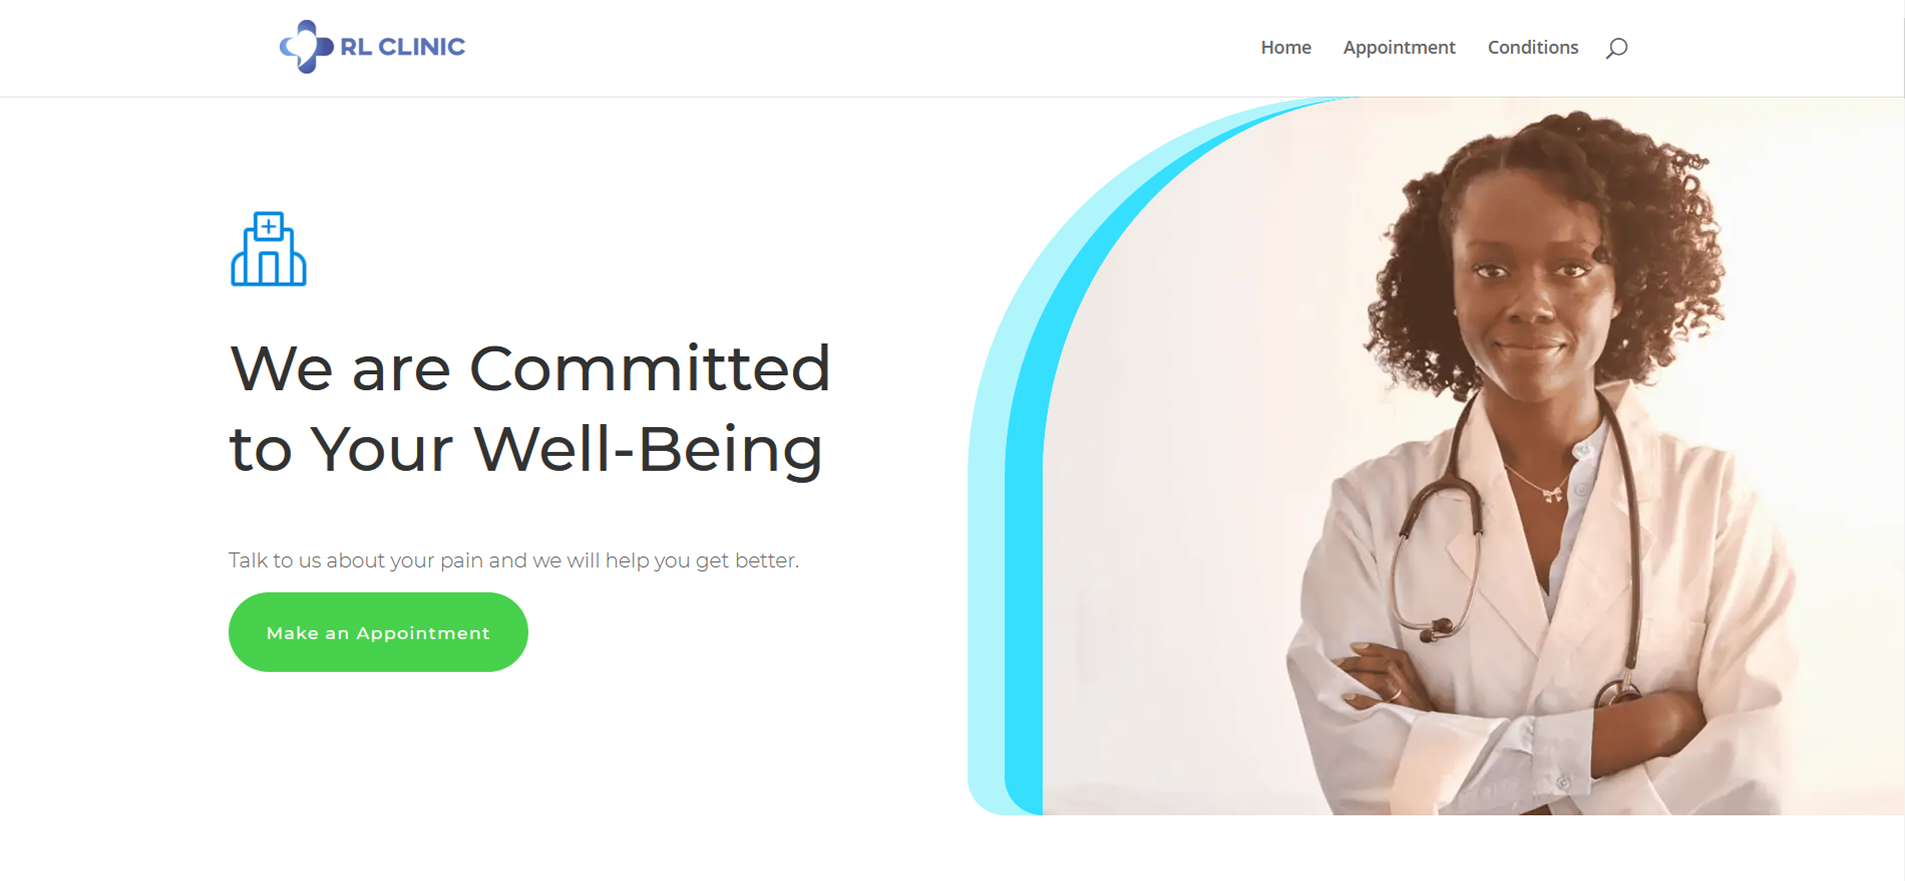 RL CLINIC
Home Appointment Conditions
We are Committed
to Your Well-Being
Talk to us about your pain and we will help you get better.
Make an Appointment